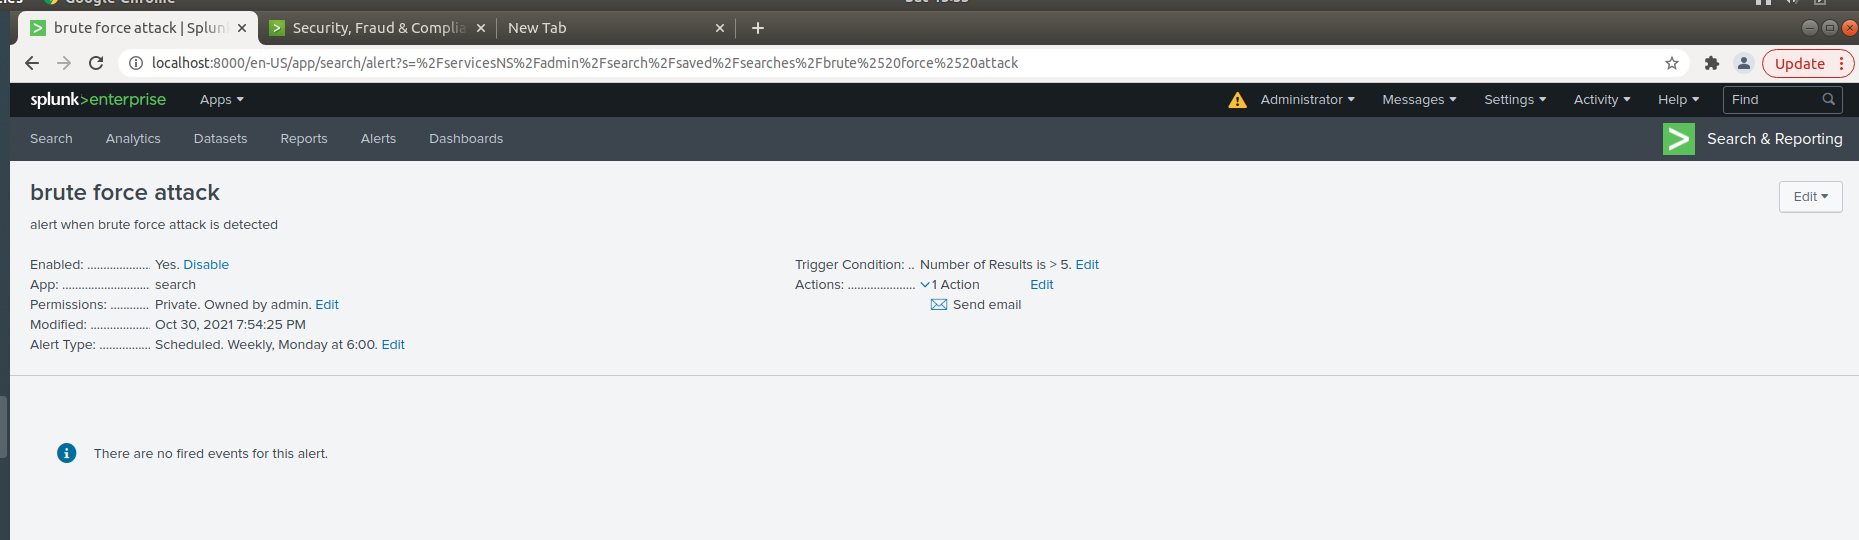 Google Chrome
brute force attack | Splun
Security, Fraud & Complia
New Tab
localhost:8000/en-US/app/search/alert?s=%2FservicesNS%2Fadmin%2Fsearch%2Fsaved%2Fsearches%2Fbrute%2520force%2520attack
Update
splunk>enterprise Apps Administrator Messages Settings Activity Help Find
Search Analytics Datasets Reports Alerts Dashboards Search & Reporting
brute force attack
Edit
alert when brute force attack is detected
Enabled: ................... Yes. Disable
App: .......................... search
Permissions: ............ Private. Owned by admin. Edit
Modified: .................. Oct 30, 2021 7:54:25 PM
Alert Type: ................ Scheduled. Weekly, Monday at 6:00. Edit
Trigger Condition: .. Number of Results is > 5. Edit
Actions: ..................... 1 Action Edit
Send email
There are no fired events for this alert.